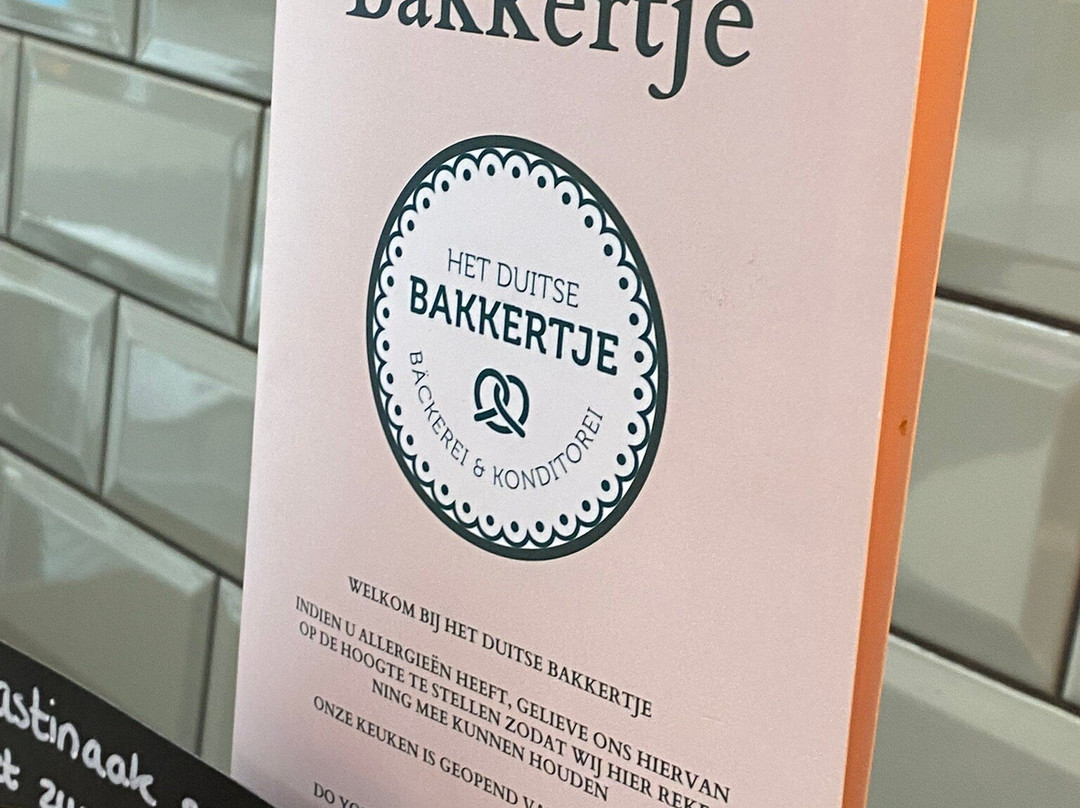 Bakkertje
HET DUITSE
BAKKERTJE
BÄCKEREI & KONDITOREI
WELKOM BIJ HET DUITSE BAKKERTJE
INDIEN U ALLERGIEËN HEEFT, GELIEVE ONS HIERVAN
OP DE HOOGTE TE STELLEN ZODAT WIJ HIER REKE
NING MEE KUNNEN HOUDEN
ONZE KEUKEN IS GEOPEND
DO
astinaak